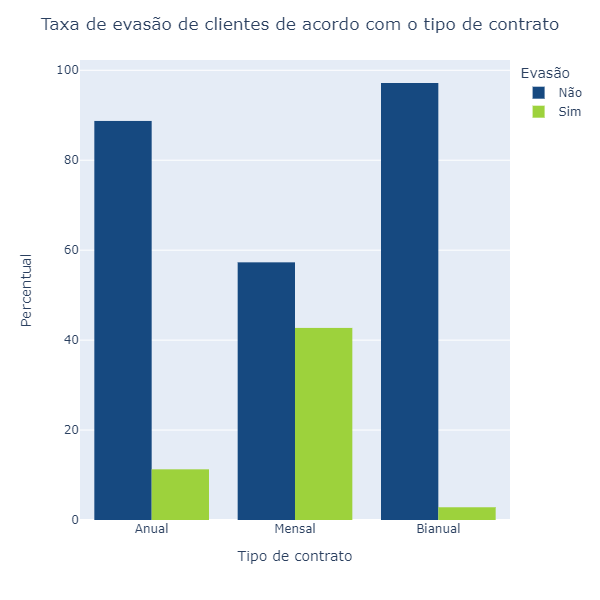 Taxa de evasão de clientes de acordo com o tipo de contrato
Evasão
Não
Sim
100
80
60
40
20
0
Percentual
Anual
Mensal
Bianual
Tipo de contrato